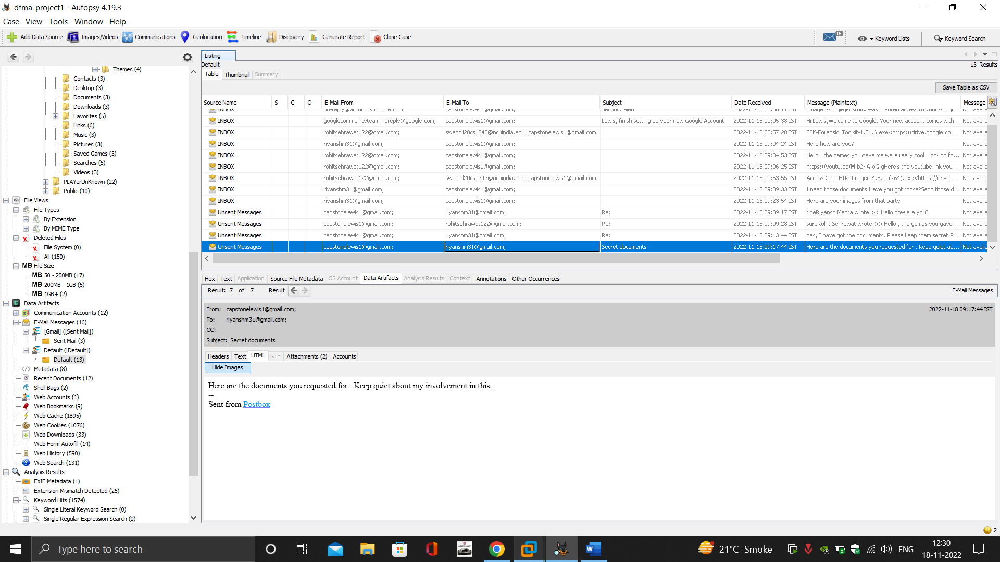 dfma_project1 - Autopsy 4.19.3
Case View Tools Window Help
Add Data Source Images/Videos Communications Geolocation Timeline Discovery Generate Report Close Case 16 Keyword Lists Keyword Search
Themes (4)
Contacts (3)
Desktop (3)
Documents (3)
Downloads (3)
Favorites (5)
Links (6)
Music (3)
Pictures (3)
Saved Games (3)
Searches (5)
Videos (3)
PLAYerUnKnown (22)
Public (10)
File Views
File Types
By Extension
By MIME Type
Deleted Files
File System (0)
All (150)
MB File Size
MB 50 - 200MB (17)
MB 200MB - 1GB (6)
MB 1GB+ (2)
Data Artifacts
Communication Accounts (12)
E-Mail Messages (16)
[Gmail] ([Sent Mail])
Sent Mail (3)
Default ([Default])
Default (13)
Metadata (8)
Recent Documents (12)
Shell Bags (2)
Web Accounts (1)
Web Bookmarks (9)
Web Cache (1895)
Web Cookies (1076)
Web Downloads (33)
Web Form Autofill (14)
Web History (590)
Web Search (131)
Analysis Results
EXIF Metadata (1)
Extension Mismatch Detected (25)
Keyword Hits (1574)
Single Literal Keyword Search (0)
Single Regular Expression Search (0)
Listing
Default
13 Results
Table Thumbnail Summary
Save Table as CSV
Source Name S C O E-Mail From E-Mail To Subject Date Received Message (Plaintext) Message
INBOX no-reply@accounts.google.com; capstonelewis1@gmail.com; Security alert 2022-11-18 00:06:11 IST [image: Google]Postbox was granted access to your Googl... Not availa
INBOX googlecommunityteam-noreply@google.com; capstonelewis1@gmail.com; Lewis, finish setting up your new Google Account 2022-11-18 00:05:38 IST Hi Lewis,Welcome to Google. Your new account comes with... Not availa
INBOX rohitsehrawat122@gmail.com; swapnil20csu343@ncuindia.edu; capstonelewis1@gmail.com; 2022-11-18 00:57:20 IST FTK-Forensic_Toolkit-1.81.6.exe<https://drive.google.co... Not availa
INBOX riyanshm31@gmail.com; capstonelewis1@gmail.com; 2022-11-18 09:04:24 IST Hello how are you? Not availa
INBOX rohitsehrawat122@gmail.com; capstonelewis1@gmail.com; 2022-11-18 09:04:53 IST Hello , the games you gave me were really cool , looking fo... Not availa
INBOX rohitsehrawat122@gmail.com; capstonelewis1@gmail.com; 2022-11-18 09:06:25 IST https://youtu.be/M-b2KA-oG-gHere's the youtube link you ... Not availa
INBOX rohitsehrawat122@gmail.com; swapnil20csu343@ncuindia.edu; capstonelewis1@gmail.com; 2022-11-18 00:53:55 IST AccessData_FTK_Imager_4.5.0_(x64).exe<https://drive.... Not availa
INBOX riyanshm31@gmail.com; capstonelewis1@gmail.com; 2022-11-18 09:09:33 IST I need those documents.Have you got those?Send those d... Not availa
INBOX riyanshm31@gmail.com; capstonelewis1@gmail.com; 2022-11-18 09:23:54 IST Here are your images from that party Not availa
Unsent Messages capstonelewis1@gmail.com; riyanshm31@gmail.com; Re: 2022-11-18 09:09:17 IST fineRiyansh Mehta wrote:>> Hello how are you? Not availa
Unsent Messages capstonelewis1@gmail.com; rohitsehrawat122@gmail.com; Re: 2022-11-18 09:09:28 IST sureRohit Sehrawat wrote:>> Hello , the games you gave ... Not availa
Unsent Messages capstonelewis1@gmail.com; riyanshm31@gmail.com; Re: 2022-11-18 09:13:44 IST Yes, I have got the documents. Please keep them secret.R... Not availa
Unsent Messages capstonelewis1@gmail.com; riyanshm31@gmail.com; Secret documents 2022-11-18 09:17:44 IST Here are the documents you requested for . Keep quiet ab... Not availa
Hex Text Application Source File Metadata OS Account Data Artifacts Analysis Results Context Annotations Other Occurrences
Result: 7 of 7 Result E-Mail Messages
From: capstonelewis1@gmail.com; 2022-11-18 09:17:44 IST
To: riyanshm31@gmail.com;
CC:
Subject: Secret documents
Headers Text HTML RTF Attachments (2) Accounts
Hide Images
Here are the documents you requested for . Keep quiet about my involvement in this .
--
Sent from Postbox
2
Type here to search
W
21°C Smoke
ENG
12:30
18-11-2022